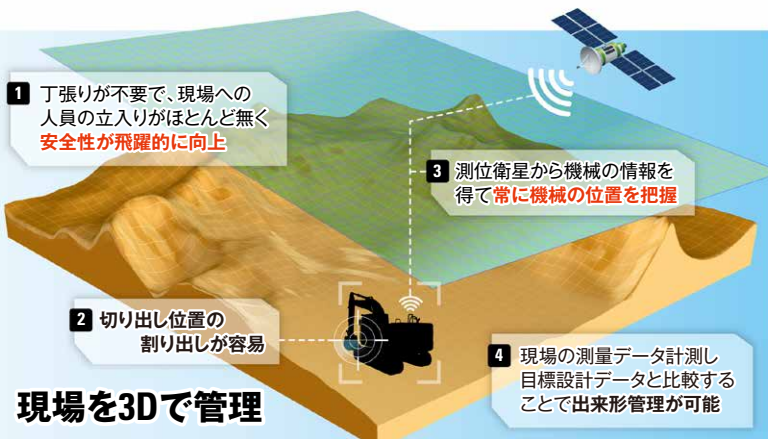 1 丁張りが不要で、現場への
人員の立入りがほとんど無く
安全性が飛躍的に向上
3 測位衛星から機械の情報を
得て常に機械の位置を把握
2 切り出し位置の
割り出しが容易
4 現場の測量データ計測し
目標設計データと比較する
ことで出来形管理が可能
現場を3Dで管理